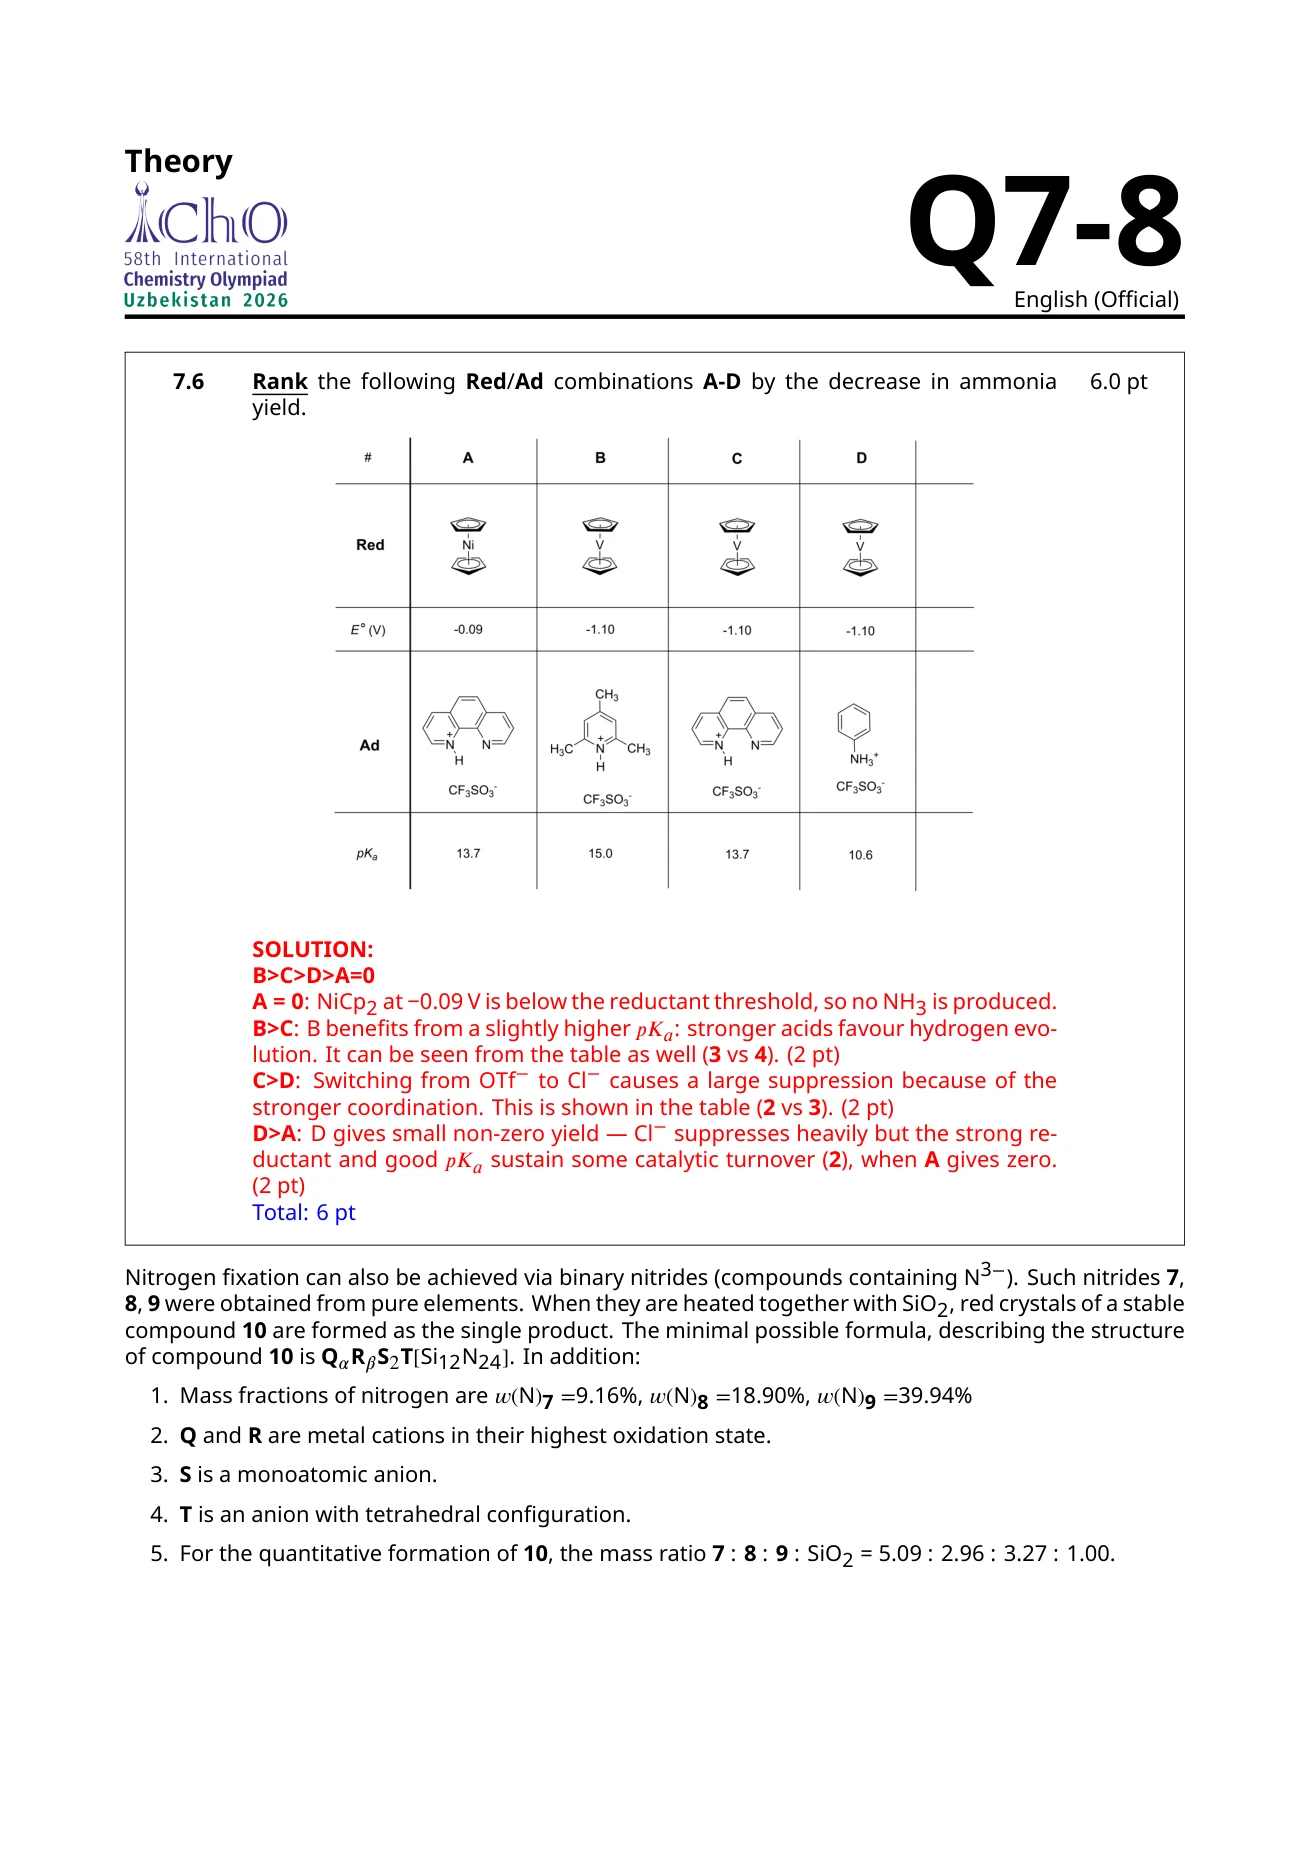 Theory
IChO
58th International
Chemistry Olympiad
Uzbekistan 2026
Q7-8
English (Official)
7.6 Rank the following Red/Ad combinations A-D by the decrease in ammonia 6.0 pt
yield.
# A B C D
Red Ni V V V
E° (V) -0.09 -1.10 -1.10 -1.10
Ad
CH3
H3C CH3
N+ H N
N+ H
N+ H N
NH3+
CF3SO3- CF3SO3- CF3SO3- CF3SO3-
pKa 13.7 15.0 13.7 10.6
SOLUTION:
B>C>D>A=0
A = 0: NiCp2 at −0.09 V is below the reductant threshold, so no NH3 is produced.
B>C: B benefits from a slightly higher pKa: stronger acids favour hydrogen evo-
lution. It can be seen from the table as well (3 vs 4). (2 pt)
C>D: Switching from OTf− to Cl− causes a large suppression because of the
stronger coordination. This is shown in the table (2 vs 3). (2 pt)
D>A: D gives small non-zero yield — Cl− suppresses heavily but the strong re-
ductant and good pKa sustain some catalytic turnover (2), when A gives zero.
(2 pt)
Total: 6 pt
Nitrogen fixation can also be achieved via binary nitrides (compounds containing N3−). Such nitrides 7,
8, 9 were obtained from pure elements. When they are heated together with SiO2, red crystals of a stable
compound 10 are formed as the single product. The minimal possible formula, describing the structure
of compound 10 is QαRβS2T[Si12N24]. In addition:
1. Mass fractions of nitrogen are w(N)7 =9.16%, w(N)8 =18.90%, w(N)9 =39.94%
2. Q and R are metal cations in their highest oxidation state.
3. S is a monoatomic anion.
4. T is an anion with tetrahedral configuration.
5. For the quantitative formation of 10, the mass ratio 7 : 8 : 9 : SiO2 = 5.09 : 2.96 : 3.27 : 1.00.